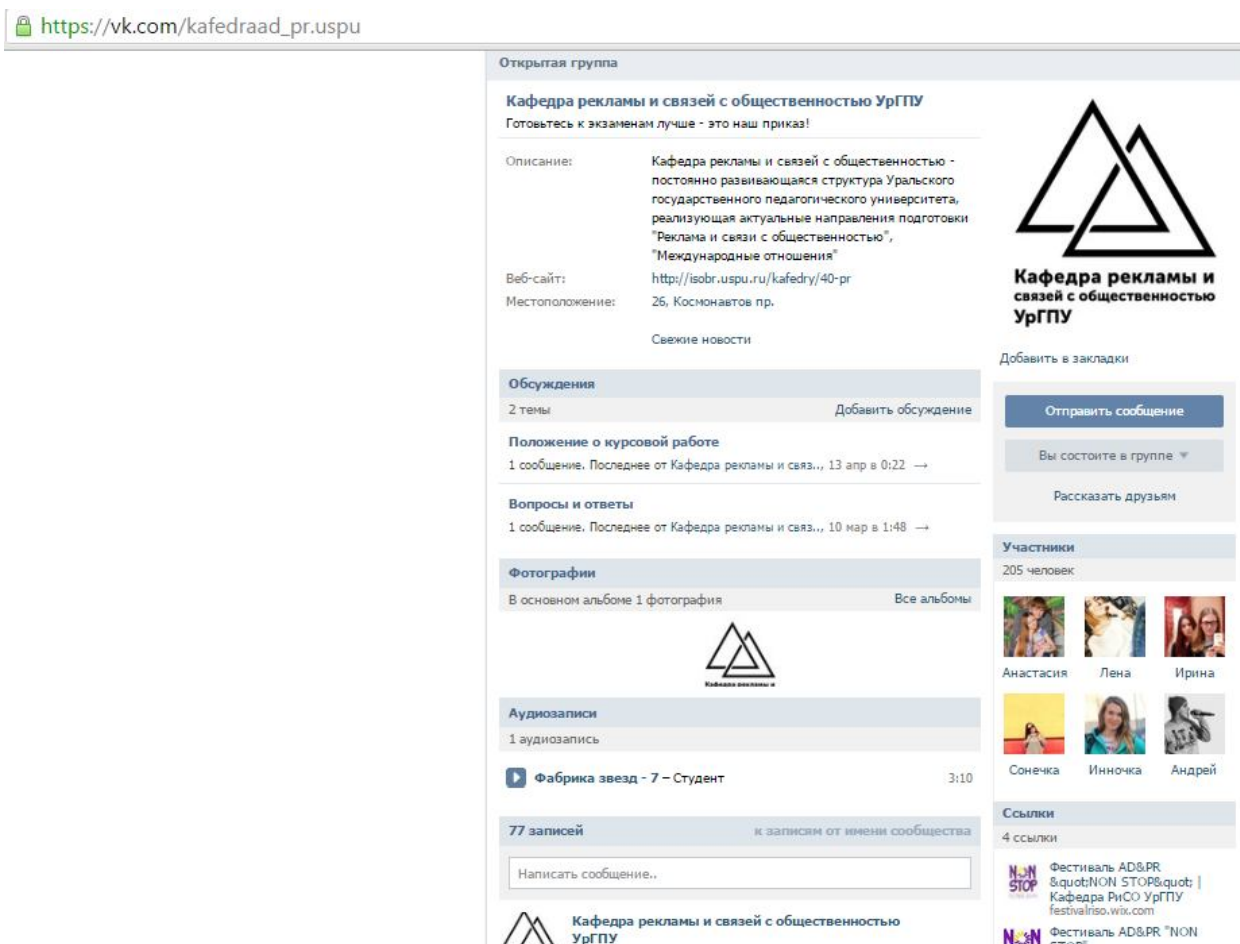 https://vk.com/kafedraad_pr.uspu
Открытая группа
Кафедра рекламы и связей с общественностью УрГПУ
Готовьтесь к экзаменам лучше - это наш приказ!
Описание: Кафедра рекламы и связей с общественностью -
постоянно развивающаяся структура Уральского
государственного педагогического университета,
реализующая актуальные направления подготовки
"Реклама и связи с общественностью",
"Международные отношения"
Веб-сайт: http://isobr.uspu.ru/kafedry/40-pr
Местоположение: 26, Космонавтов пр.
Свежие новости
Обсуждения
2 темы Добавить обсуждение
Положение о курсовой работе
1 сообщение. Последнее от Кафедра рекламы и связ.., 13 апр в 0:22 →
Вопросы и ответы
1 сообщение. Последнее от Кафедра рекламы и связ.., 10 мар в 1:48 →
Фотографии
В основном альбоме 1 фотография Все альбомы
Кафедра рекламы и
Аудиозаписи
1 аудиозапись
Фабрика звезд - 7 – Студент 3:10
77 записей к записям от имени сообщества
Написать сообщение..
Кафедра рекламы и связей с общественностью
УрГПУ
Кафедра рекламы и
связей с общественностью
УрГПУ
Добавить в закладки
Отправить сообщение
Вы состоите в группе
Рассказать друзьям
Участники
205 человек
Анастасия Лена Ирина
Сонечка Инночка Андрей
Ссылки
4 ссылки
NON
STOP
Фестиваль AD&PR
&quot;NON STOP&quot; |
Кафедра РиСО УрГПУ
festivalriso.wix.com
NON
Фестиваль AD&PR "NON
STOP"